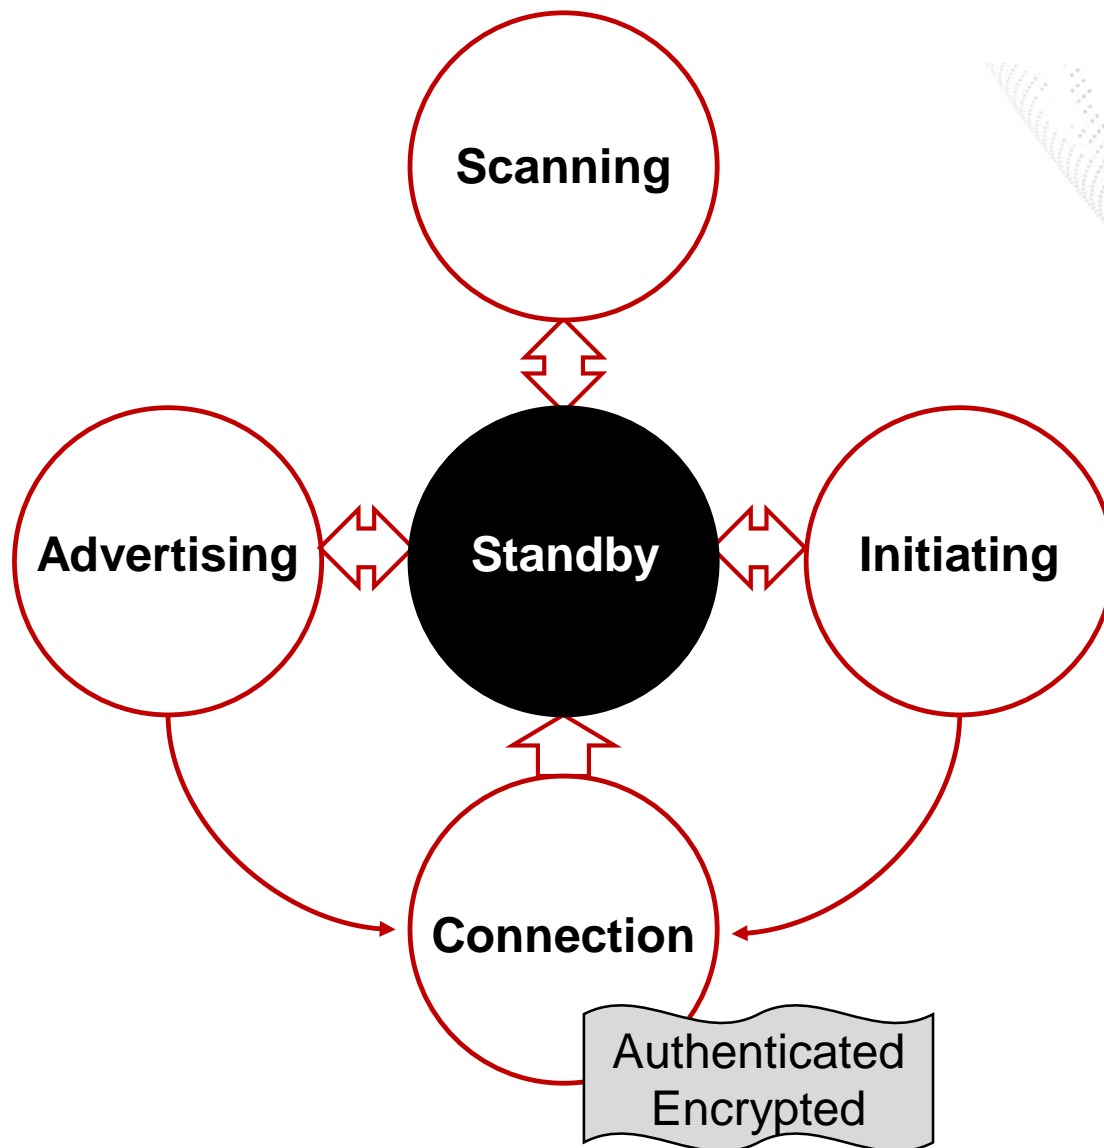 Scanning
Advertising
Standby
Initiating
Connection
Authenticated
Encrypted